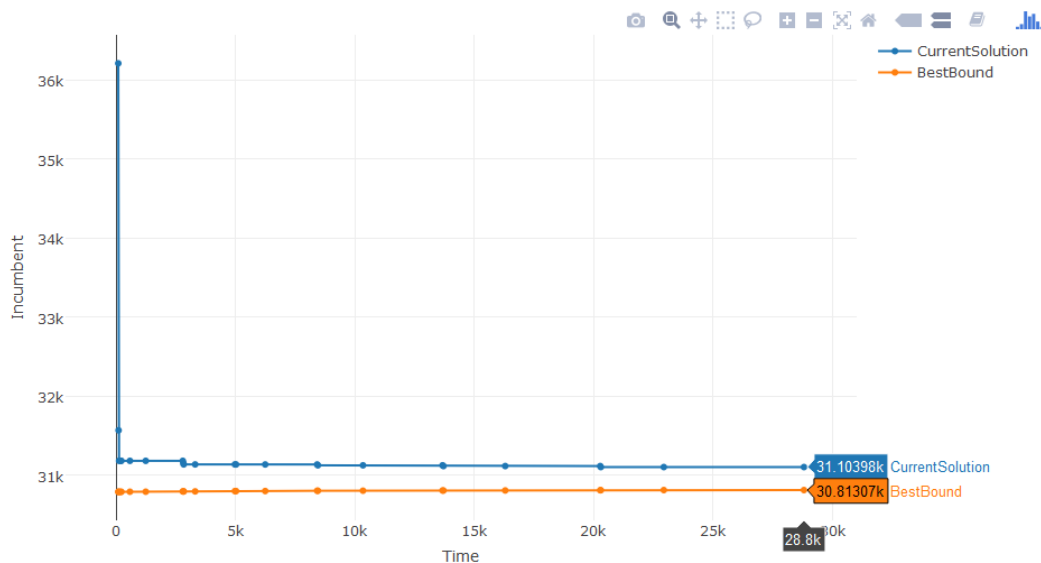 CurrentSolution
BestBound
36k
35k
34k
33k
32k
31k
Incumbent
31.10398k CurrentSolution
30.81307k BestBound
0 5k 10k 15k 20k 25k 30k
28.8k
Time